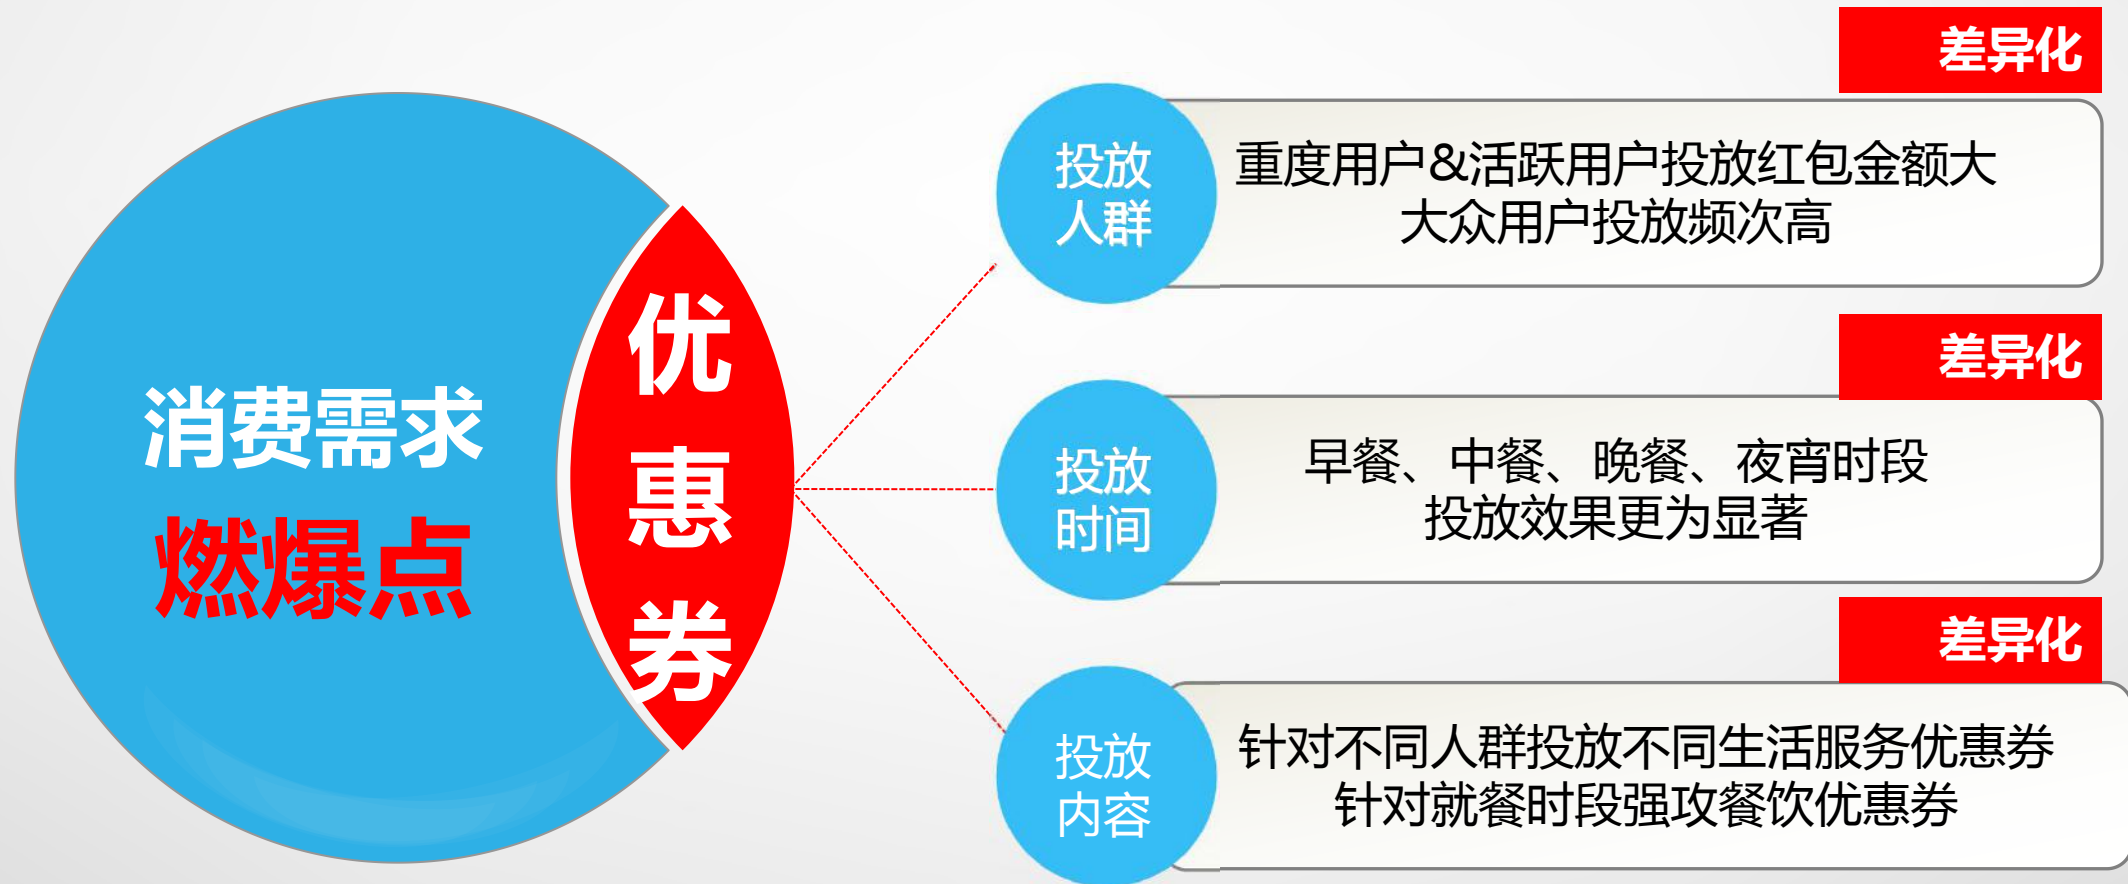 消费需求
燃爆点
优
惠
券
差异化
投放
人群
重度用户&活跃用户投放红包金额大
大众用户投放频次高
差异化
投放
时间
早餐、中餐、晚餐、夜宵时段
投放效果更为显著
差异化
投放
内容
针对不同人群投放不同生活服务优惠券
针对就餐时段强攻餐饮优惠券